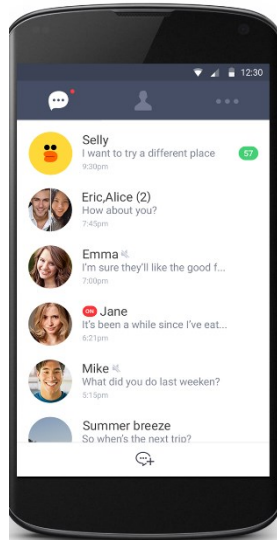 12:30
Selly
I want to try a different place
57
9:30pm
Eric,Alice (2)
How about you?
7:45pm
Emma
I'm sure they'll like the good f...
7:00pm
ON Jane
It's been a while since I've eat...
6:21pm
Mike
What did you do last weeken?
5:15pm
Summer breeze
So when's the next trip?